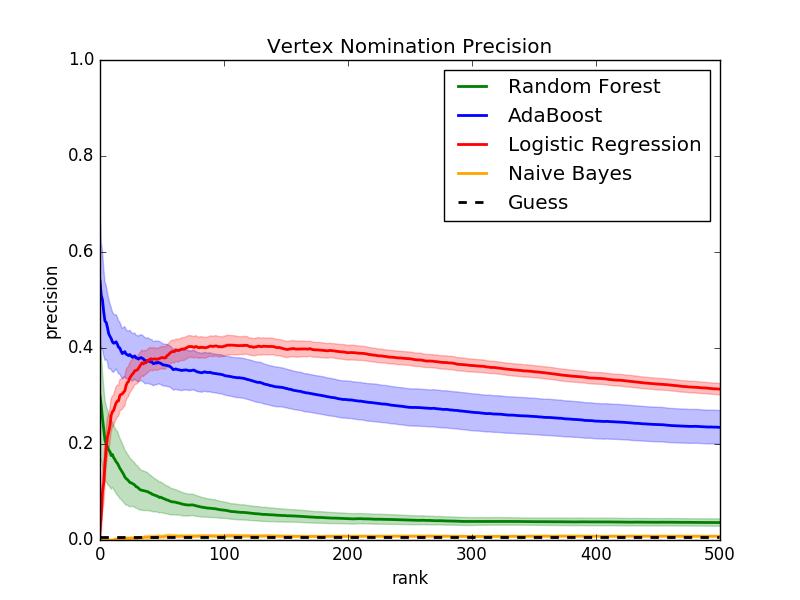 Vertex Nomination Precision
1.0
0.8
0.6
0.4
0.2
0.0
precision
Random Forest
AdaBoost
Logistic Regression
Naive Bayes
Guess
0 100 200 300 400 500
rank